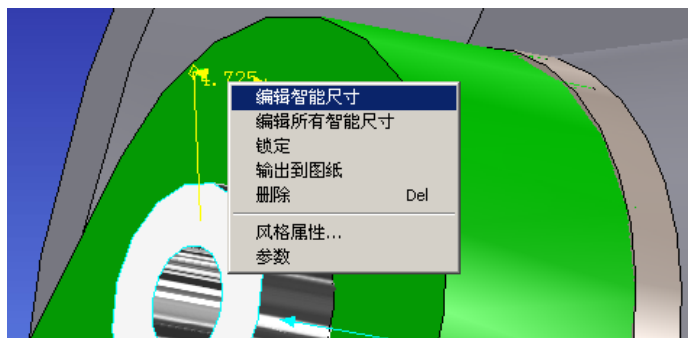 4.725
编辑智能尺寸
编辑所有智能尺寸
锁定
输出到图纸
删除 Del
风格属性...
参数